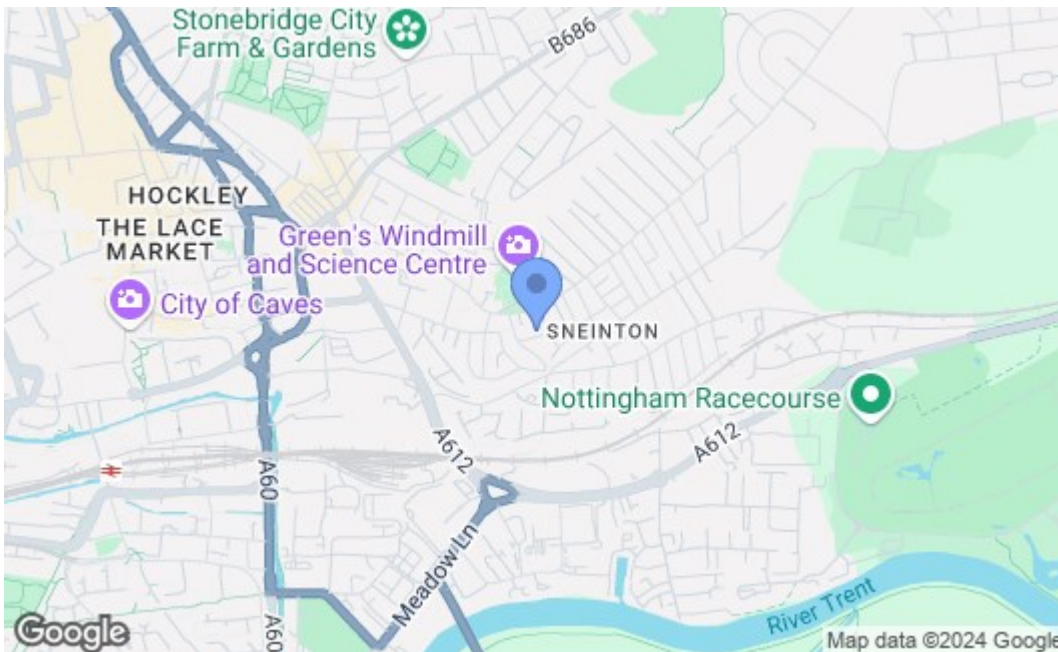 Stonebridge City
Farm & Gardens
B686
HOCKLEY
THE LACE
MARKET
Green's Windmill
and Science Centre
City of Caves
SNEINTON
Nottingham Racecourse
A612
A612
A60
Meadow Ln
A60
River Trent
Google
Map data ©2024 Google